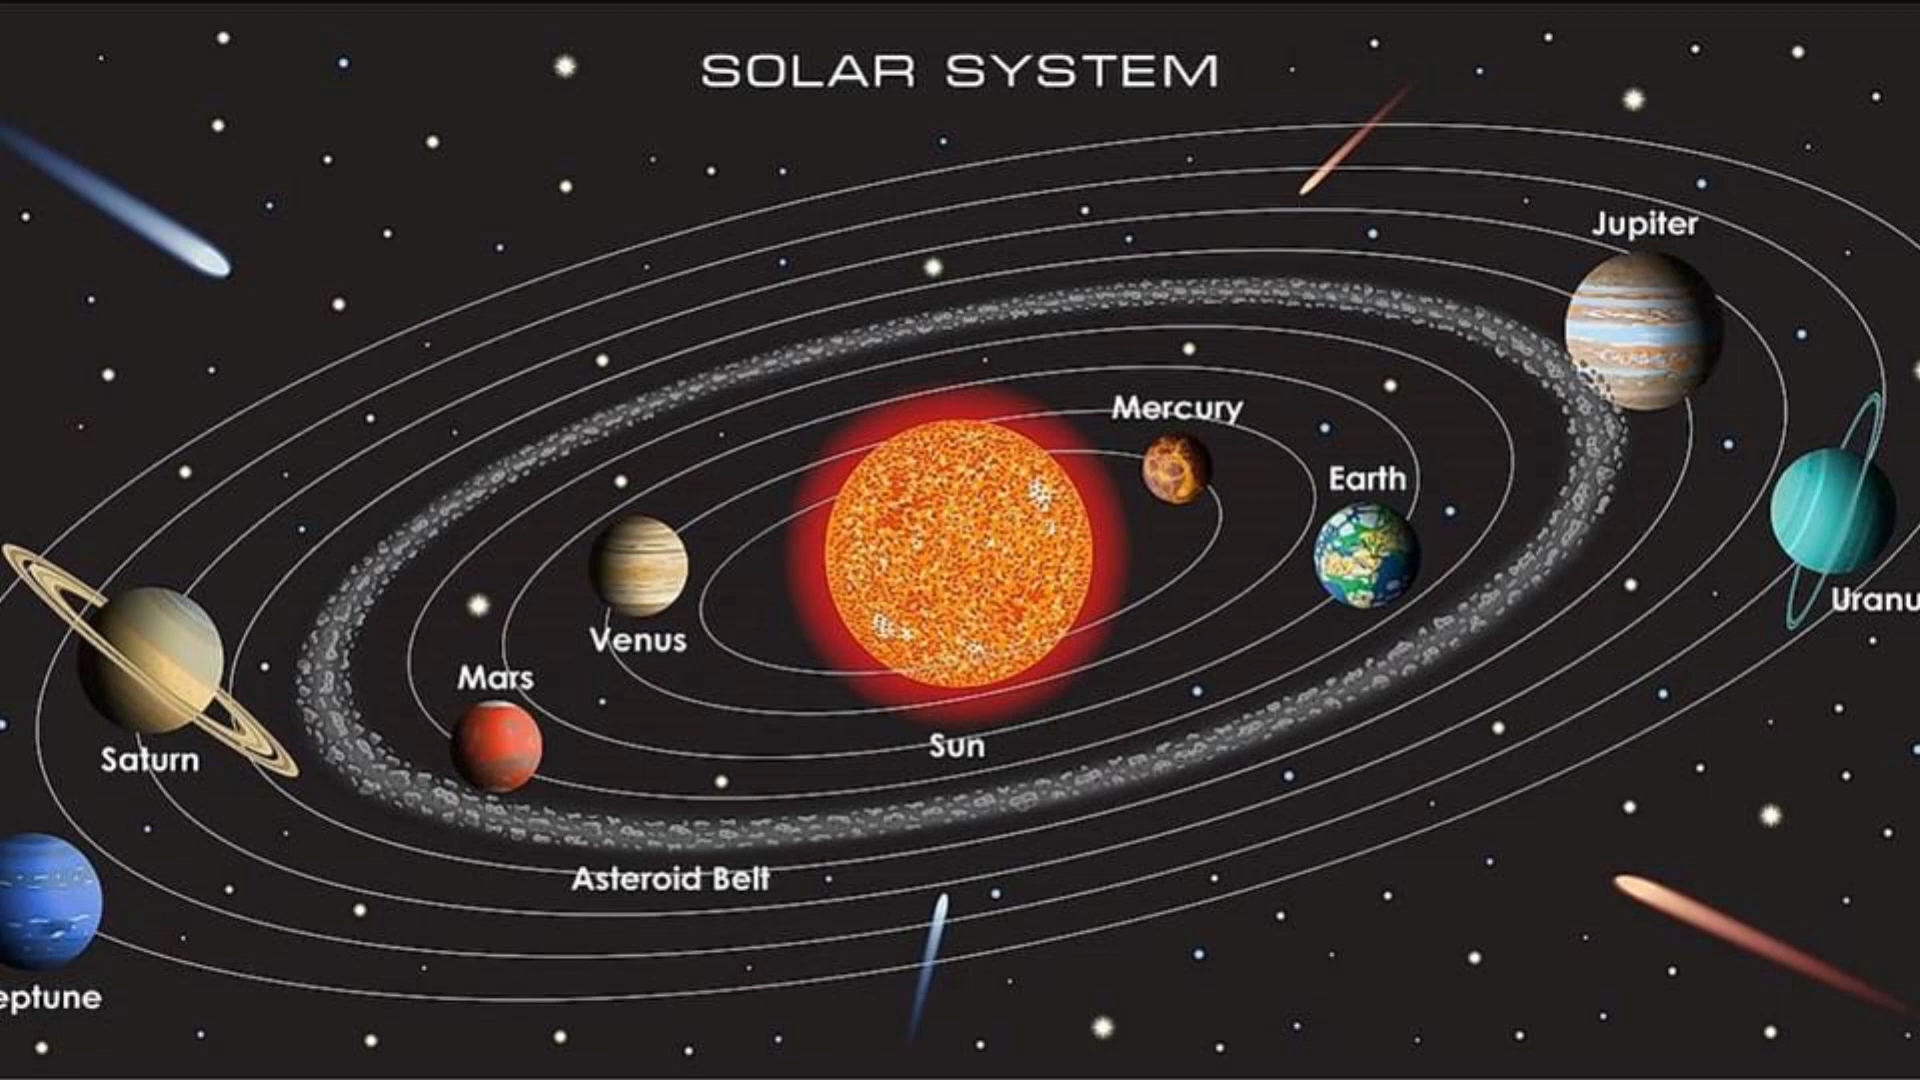 SOLAR SYSTEM
Jupiter
Mercury
Earth
Uranu
Venus
Mars
Sun
Saturn
Asteroid Belt
eptune